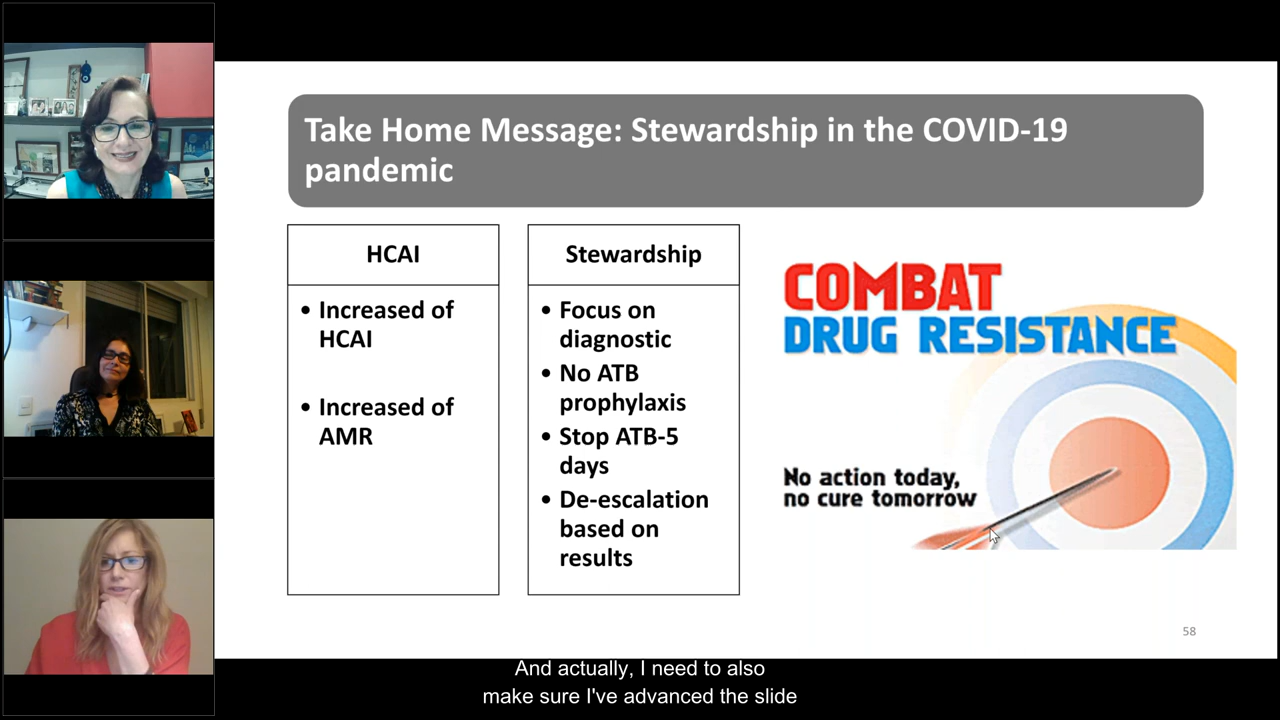 Take Home Message: Stewardship in the COVID-19
pandemic
HCAI
• Increased of
HCAI
• Increased of
AMR
Stewardship
• Focus on
diagnostic
• No ATB
prophylaxis
• Stop ATB-5
days
• De-escalation
based on
results
COMBAT
DRUG RESISTANCE
No action today,
no cure tomorrow
58
And actually, I need to also
make sure I've advanced the slide